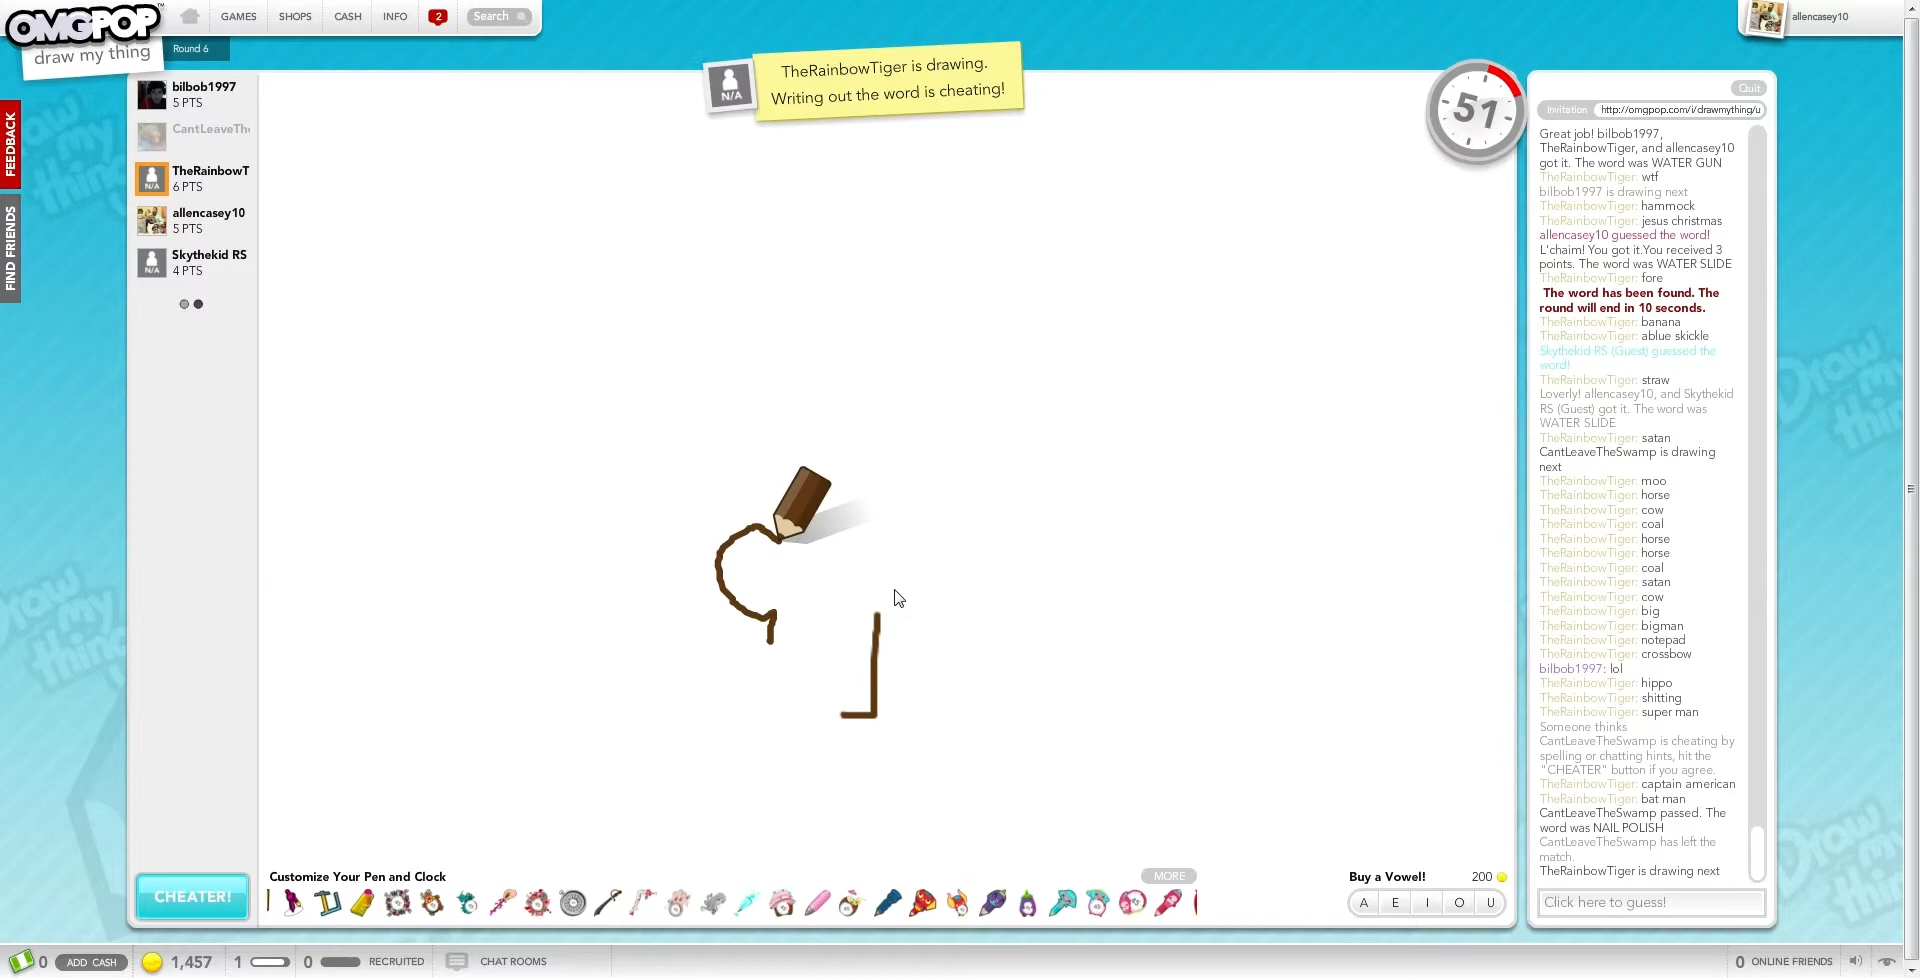 OMGPOP
draw my thing
GAMES
SHOPS
CASH
INFO
2
Search
allencasey10
Round 6
FEEDBACK
FIND FRIENDS
bilbob1997
5 PTS
CantLeaveThe
N/A
TheRainbowT
6 PTS
allencasey10
5 PTS
N/A
Skythekid RS
4 PTS
N/A
TheRainbowTiger is drawing.
Writing out the word is cheating!
51
Quit
Invitation http://omgpop.com/i/drawmything/u
Great job! bilbob1997,
TheRainbowTiger, and allencasey10
got it. The word was WATER GUN
TheRainbowTiger: wtf
bilbob1997 is drawing next
TheRainbowTiger: hammock
TheRainbowTiger: jesus christmas
allencasey10 guessed the word!
L'chaim! You got it.You received 3
points. The word was WATER SLIDE
TheRainbowTiger: fore
The word has been found. The
round will end in 10 seconds.
TheRainbowTiger: banana
TheRainbowTiger: ablue skickle
Skythekid RS (Guest) guessed the
word!
TheRainbowTiger: straw
Loverly! allencasey10, and Skythekid
RS (Guest) got it. The word was
WATER SLIDE
TheRainbowTiger: satan
CantLeaveTheSwamp is drawing
next
TheRainbowTiger: moo
TheRainbowTiger: horse
TheRainbowTiger: cow
TheRainbowTiger: coal
TheRainbowTiger: horse
TheRainbowTiger: horse
TheRainbowTiger: coal
TheRainbowTiger: satan
TheRainbowTiger: cow
TheRainbowTiger: big
TheRainbowTiger: bigman
TheRainbowTiger: notepad
TheRainbowTiger: crossbow
bilbob1997: lol
TheRainbowTiger: hippo
TheRainbowTiger: shitting
TheRainbowTiger: super man
Someone thinks
CantLeaveTheSwamp is cheating by
spelling or chatting hints, hit the
"CHEATER" button if you agree.
TheRainbowTiger: captain american
TheRainbowTiger: bat man
CantLeaveTheSwamp passed. The
word was NAIL POLISH
CantLeaveTheSwamp has left the
match.
TheRainbowTiger is drawing next
Click here to guess!
CHEATER!
Customize Your Pen and Clock
MORE
Buy a Vowel! 200
A E I O U
0 ADD CASH 1,457 1 0 RECRUITED CHAT ROOMS
0 ONLINE FRIENDS